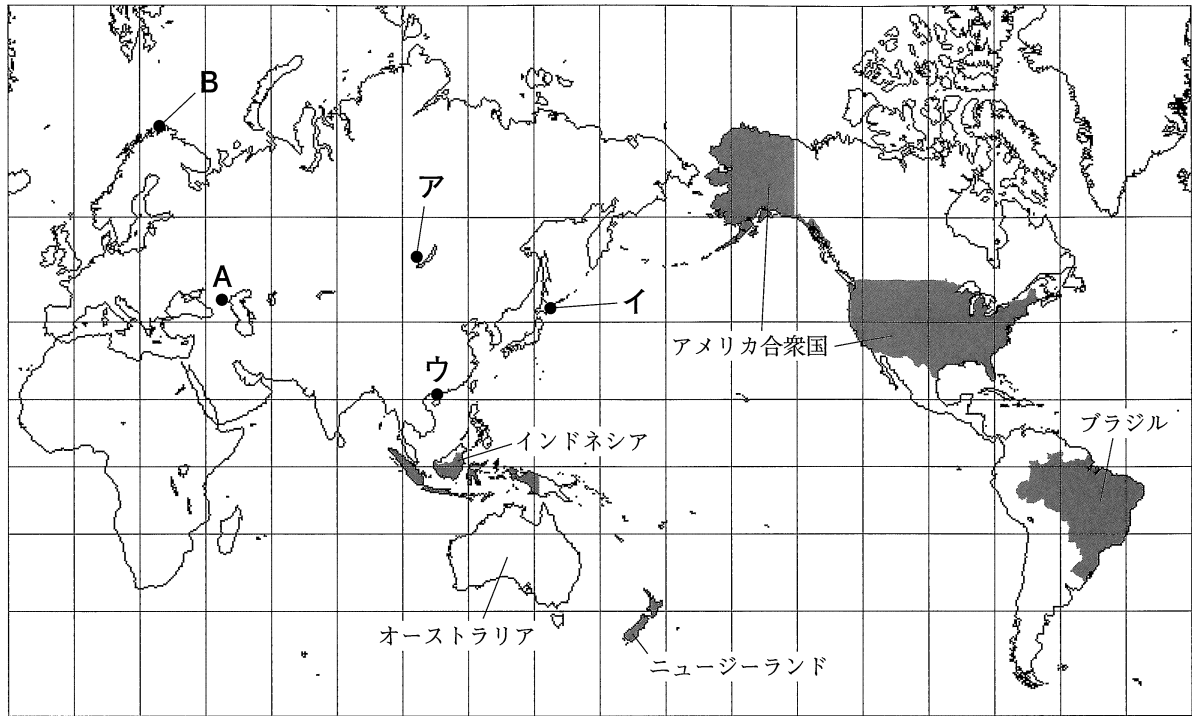 B
ア
A
イ
アメリカ合衆国
ウ
ブラジル
インドネシア
オーストラリア
ニュージーランド